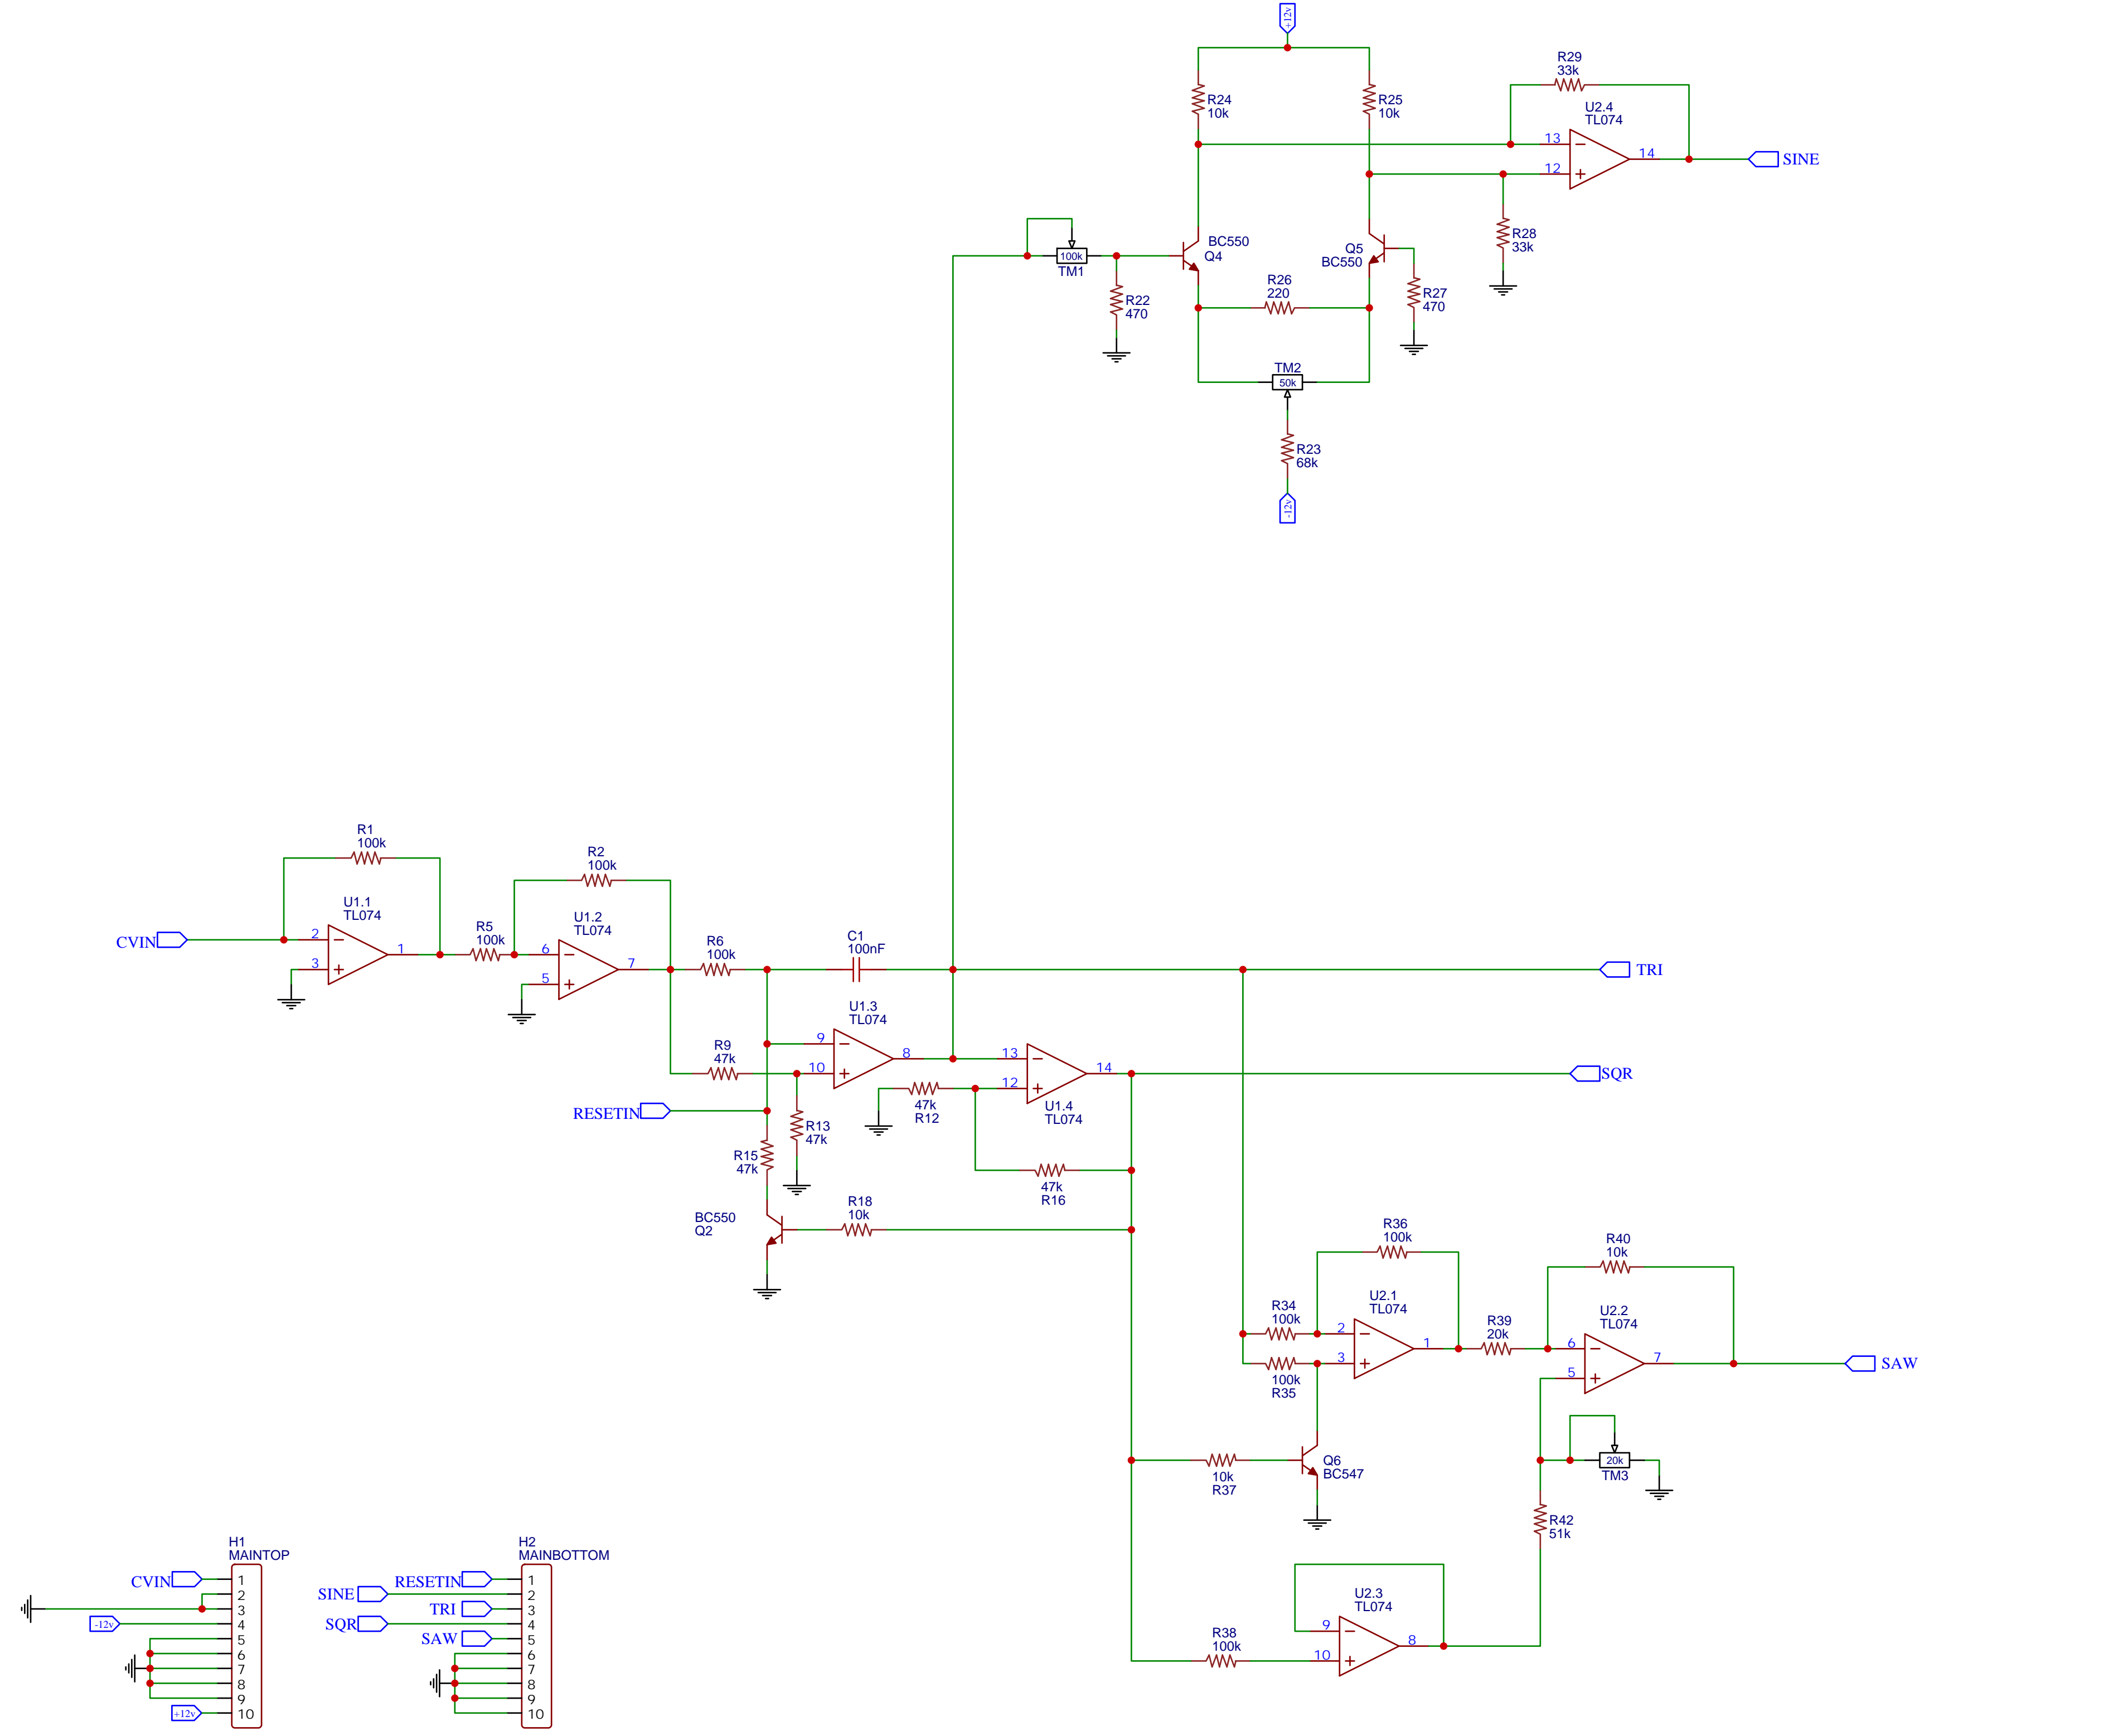 +12v
R29
33k
R24
10k
R25
10k
U2.4
TL074
13
12
14
SINE
BC550
Q4
Q5
BC550
R28
33k
100k
TM1
R22
470
R26
220
R27
470
TM2
50k
R23
68k
-12v
R1
100k
R2
100k
U1.1
TL074
U1.2
TL074
CVIN
2
3
1
R5
100k
6
5
7
R6
100k
C1
100nF
TRI
U1.3
TL074
R9
47k
9
10
8
13
12
14
SQR
RESETIN
47k
R12
U1.4
TL074
R13
47k
R15
47k
47k
R16
BC550
Q2
R18
10k
R36
100k
R40
10k
U2.1
TL074
U2.2
TL074
R34
100k
2
3
1
R39
20k
6
5
7
SAW
100k
R35
10k
R37
Q6
BC547
20k
TM3
R42
51k
U2.3
TL074
R38
100k
9
10
8
H1
MAINTOP
CVIN
-12v
+12v
1
2
3
4
5
6
7
8
9
10
H2
MAINBOTTOM
RESETIN
SINE
TRI
SQR
SAW
1
2
3
4
5
6
7
8
9
10